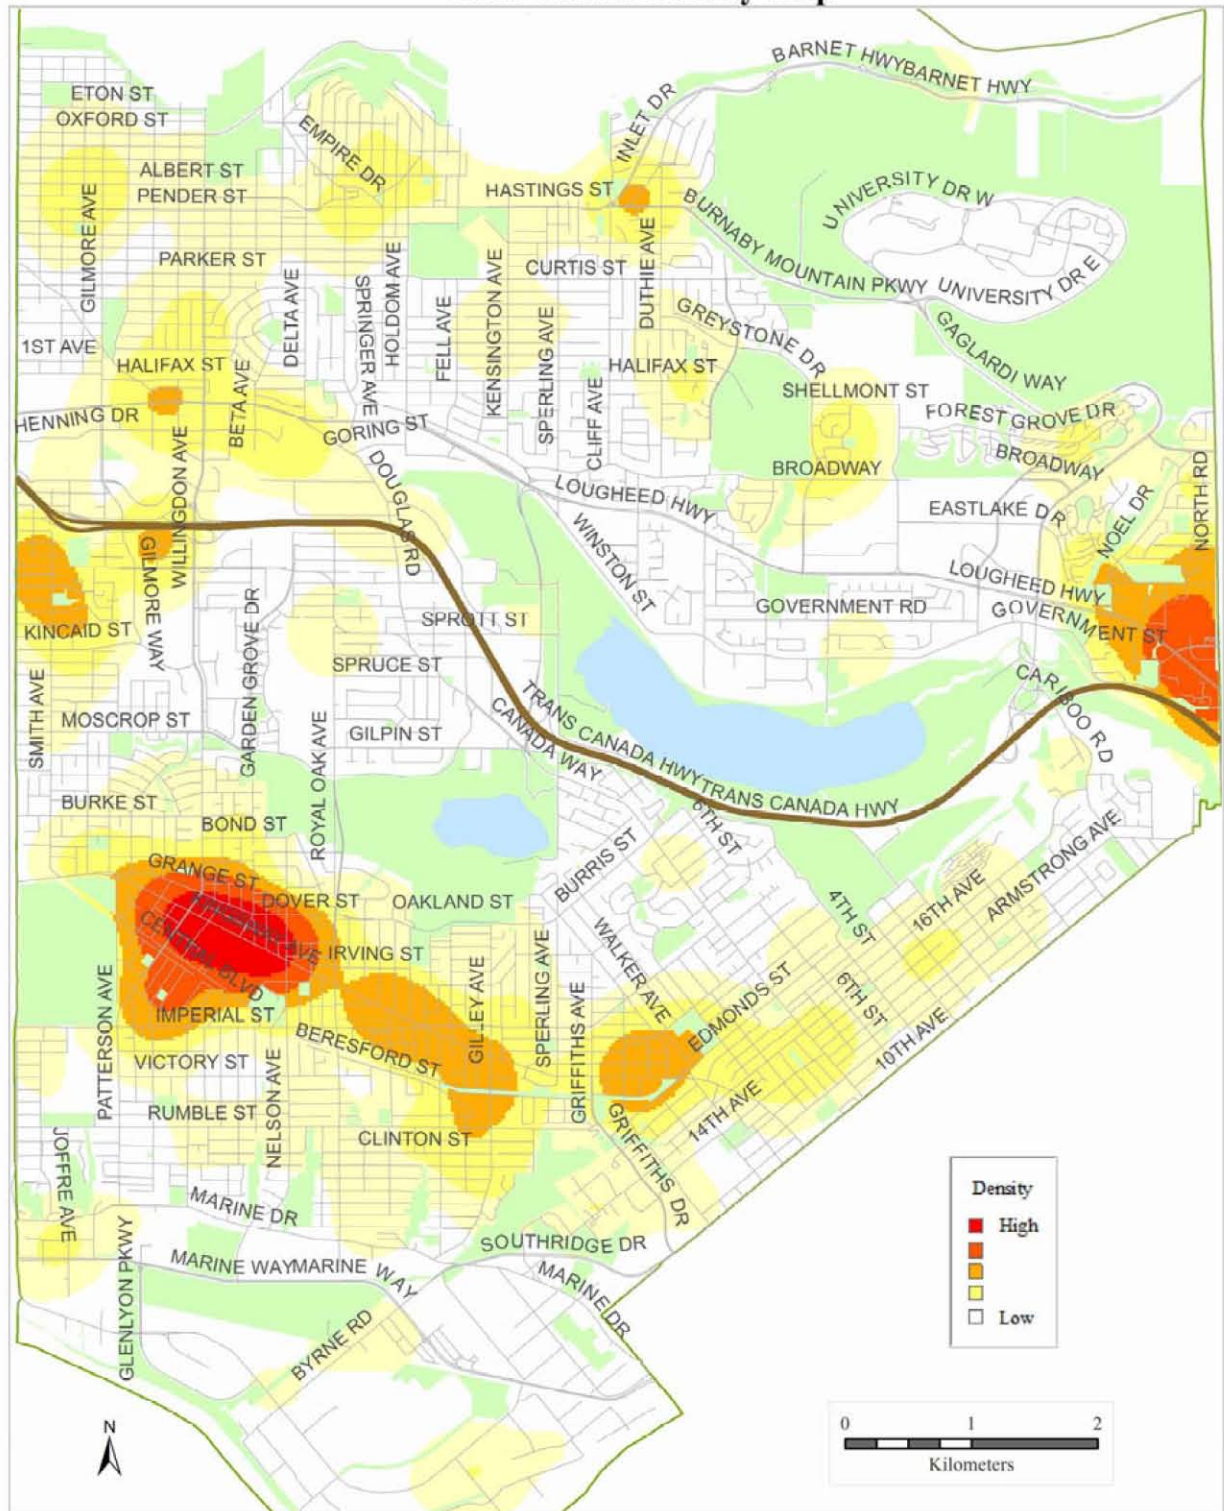 BARNET HWY
BARNET HWY
ETON ST
OXFORD ST
INLET DR
EMPIRE DR
ALBERT ST
PENDER ST
HASTINGS ST
UNIVERSITY DR W
GILMORE AVE
BURNABY MOUNTAIN PKWY
DUTHIE AVE
PARKER ST
CURTIS ST
UNIVERSITY DR E
DELTA AVE
SPRINGER AVE
HOLDOM AVE
FELL AVE
KENSINGTON AVE
SPERLING AVE
GREYSTONE DR
GAGLARDI WAY
1ST AVE
HALIFAX ST
HALIFAX ST
BETA AVE
CLIFF AVE
SHELLMONT ST
FOREST GROVE DR
HENNING DR
GORING ST
WILLINGDON AVE
DOUGLAS RD
BROADWAY
BROADWAY
NORTH RD
LOUGHEED HWY
EASTLAKE DR
NOEL DR
WINSTON ST
GILMORE WAY
LOUGHEED HWY
GOVERNMENT RD
GOVERNMENT ST
KINCAID ST
SPROTT ST
GARDEN GROVE DR
SPRUCE ST
CARIBOO RD
SMITH AVE
MOSCROP ST
GILPIN ST
TRANS CANADA HWY
TRANS CANADA HWY
CANADA WAY
ROYAL OAK AVE
BURKE ST
BOND ST
6TH ST
BURRIS ST
ARMSTRONG AVE
GRANGE ST
DOVER ST
OAKLAND ST
16TH AVE
4TH ST
CENTRAL BLVD
IRVING ST
WALKER AVE
EDMONDS ST
6TH ST
PATTERSON AVE
IMPERIAL ST
BERESFORD ST
GILLEY AVE
SPERLING AVE
GRIFFITHS AVE
10TH AVE
VICTORY ST
NELSON AVE
RUMBLE ST
14TH AVE
CLINTON ST
GRIFFITHS DR
JOFFRE AVE
MARINE DR
GLENLYON PKWY
MARINE WAY
MARINE WAY
SOUTHRIDGE DR
MARINE DR
BYRNE RD
Density
High
Low
N
0 1 2
Kilometers